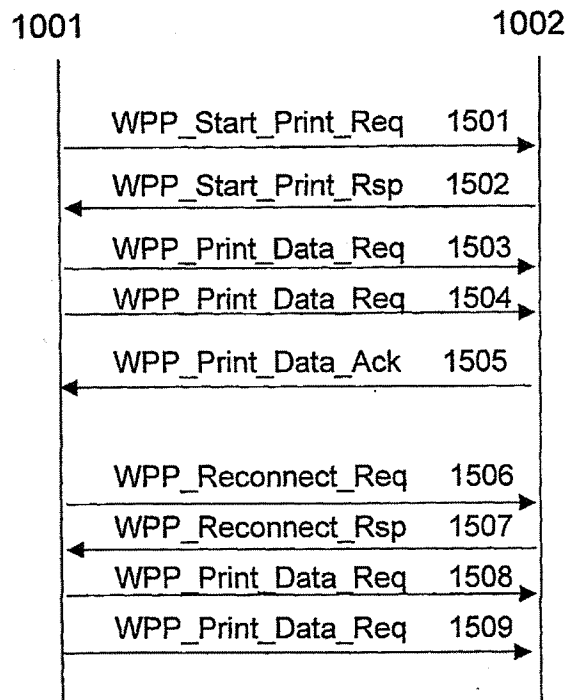 1001 1002
WPP_Start_Print_Req 1501
WPP_Start_Print_Rsp 1502
WPP_Print_Data_Req 1503
WPP_Print_Data_Req 1504
WPP_Print_Data_Ack 1505
WPP_Reconnect_Req 1506
WPP_Reconnect_Rsp 1507
WPP_Print_Data_Req 1508
WPP_Print_Data_Req 1509